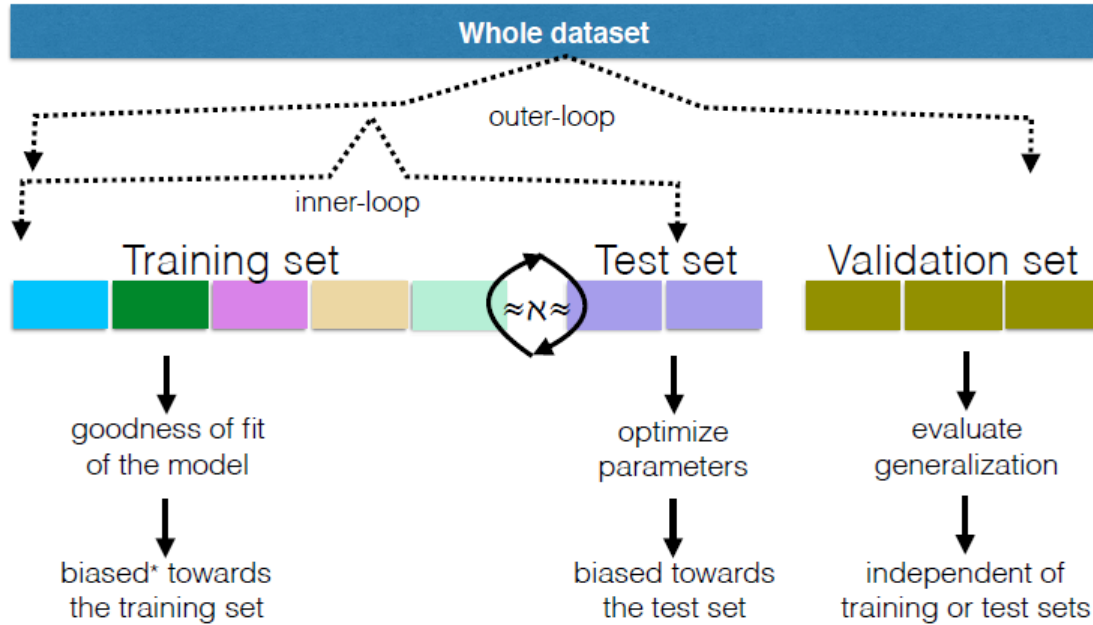 Whole dataset
outer-loop
inner-loop
Training set
Test set
Validation set
≈א≈
goodness of fit
of the model
optimize
parameters
evaluate
generalization
biased* towards
the training set
biased towards
the test set
independent of
training or test sets